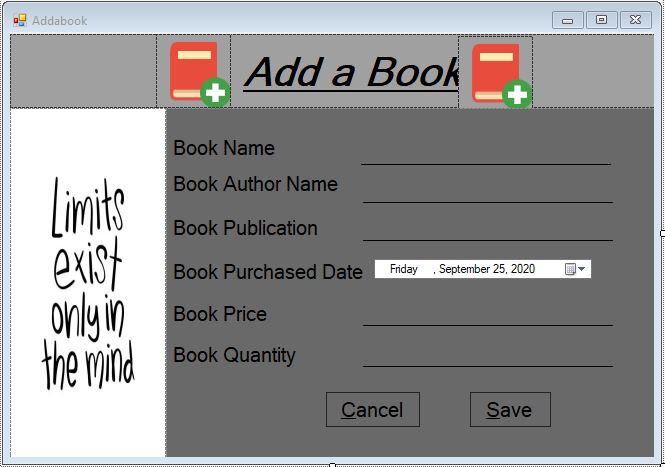 Addabook
Add a Book
Limits
exist
only in
the mind
Book Name
Book Author Name
Book Publication
Book Purchased Date Friday , September 25, 2020
Book Price
Book Quantity
Cancel Save